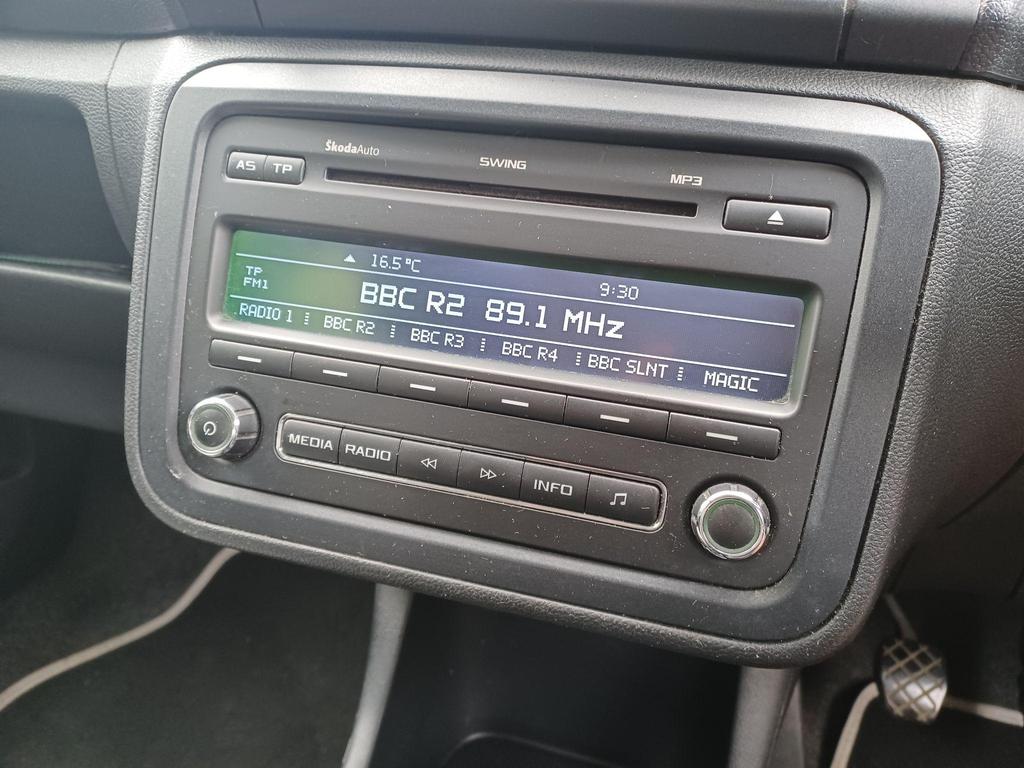 ŠkodaAuto
SWING
MP3
AS TP
16.5°C
9:30
TP
FM1
BBC R2 89.1 MHz
RADIO 1 BBC R2 BBC R3 BBC R4 BBC SLNT MAGIC
MEDIA RADIO INFO